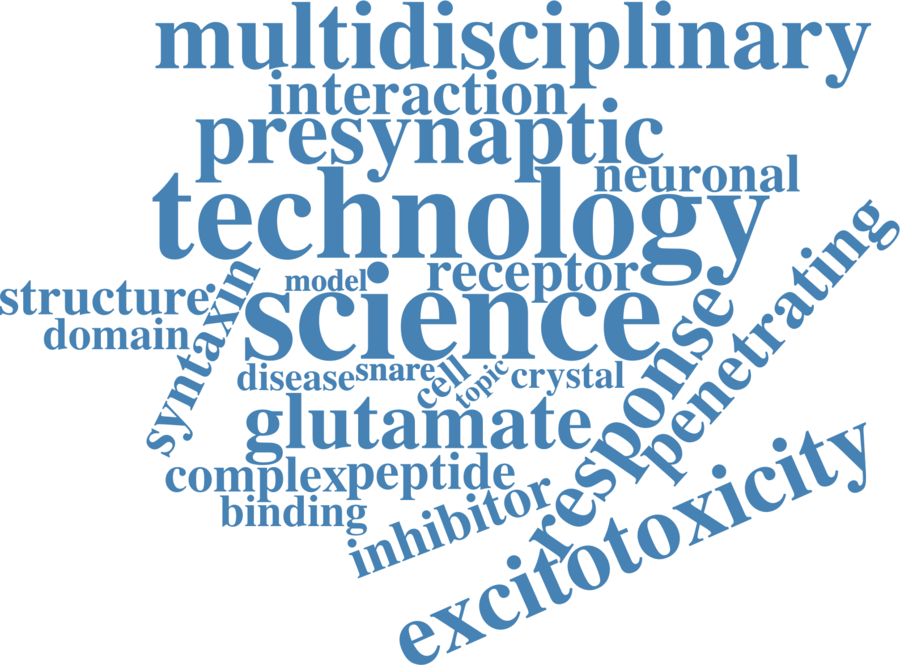 multidisciplinary
interaction
presynaptic
neuronal
technology
receptor
model
structure
science
domain
syntaxin
disease
snare
cell
topic
crystal
response
penetrating
glutamate
complex
peptide
binding
inhibitor
excitotoxicity